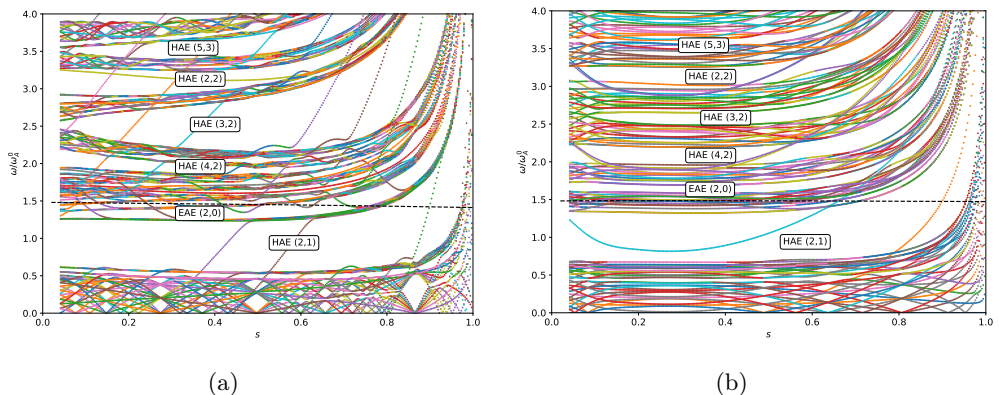 4.0
3.5
3.0
2.5
2.0
1.5
1.0
0.5
0.0
ω/ω_A^0
HAE (5,3)
HAE (2,2)
HAE (3,2)
HAE (4,2)
EAE (2,0)
HAE (2,1)
0.0 0.2 0.4 0.6 0.8 1.0
s
(a)
4.0
3.5
3.0
2.5
2.0
1.5
1.0
0.5
0.0
ω/ω_A^0
HAE (5,3)
HAE (2,2)
HAE (3,2)
HAE (4,2)
EAE (2,0)
HAE (2,1)
0.0 0.2 0.4 0.6 0.8 1.0
s
(b)